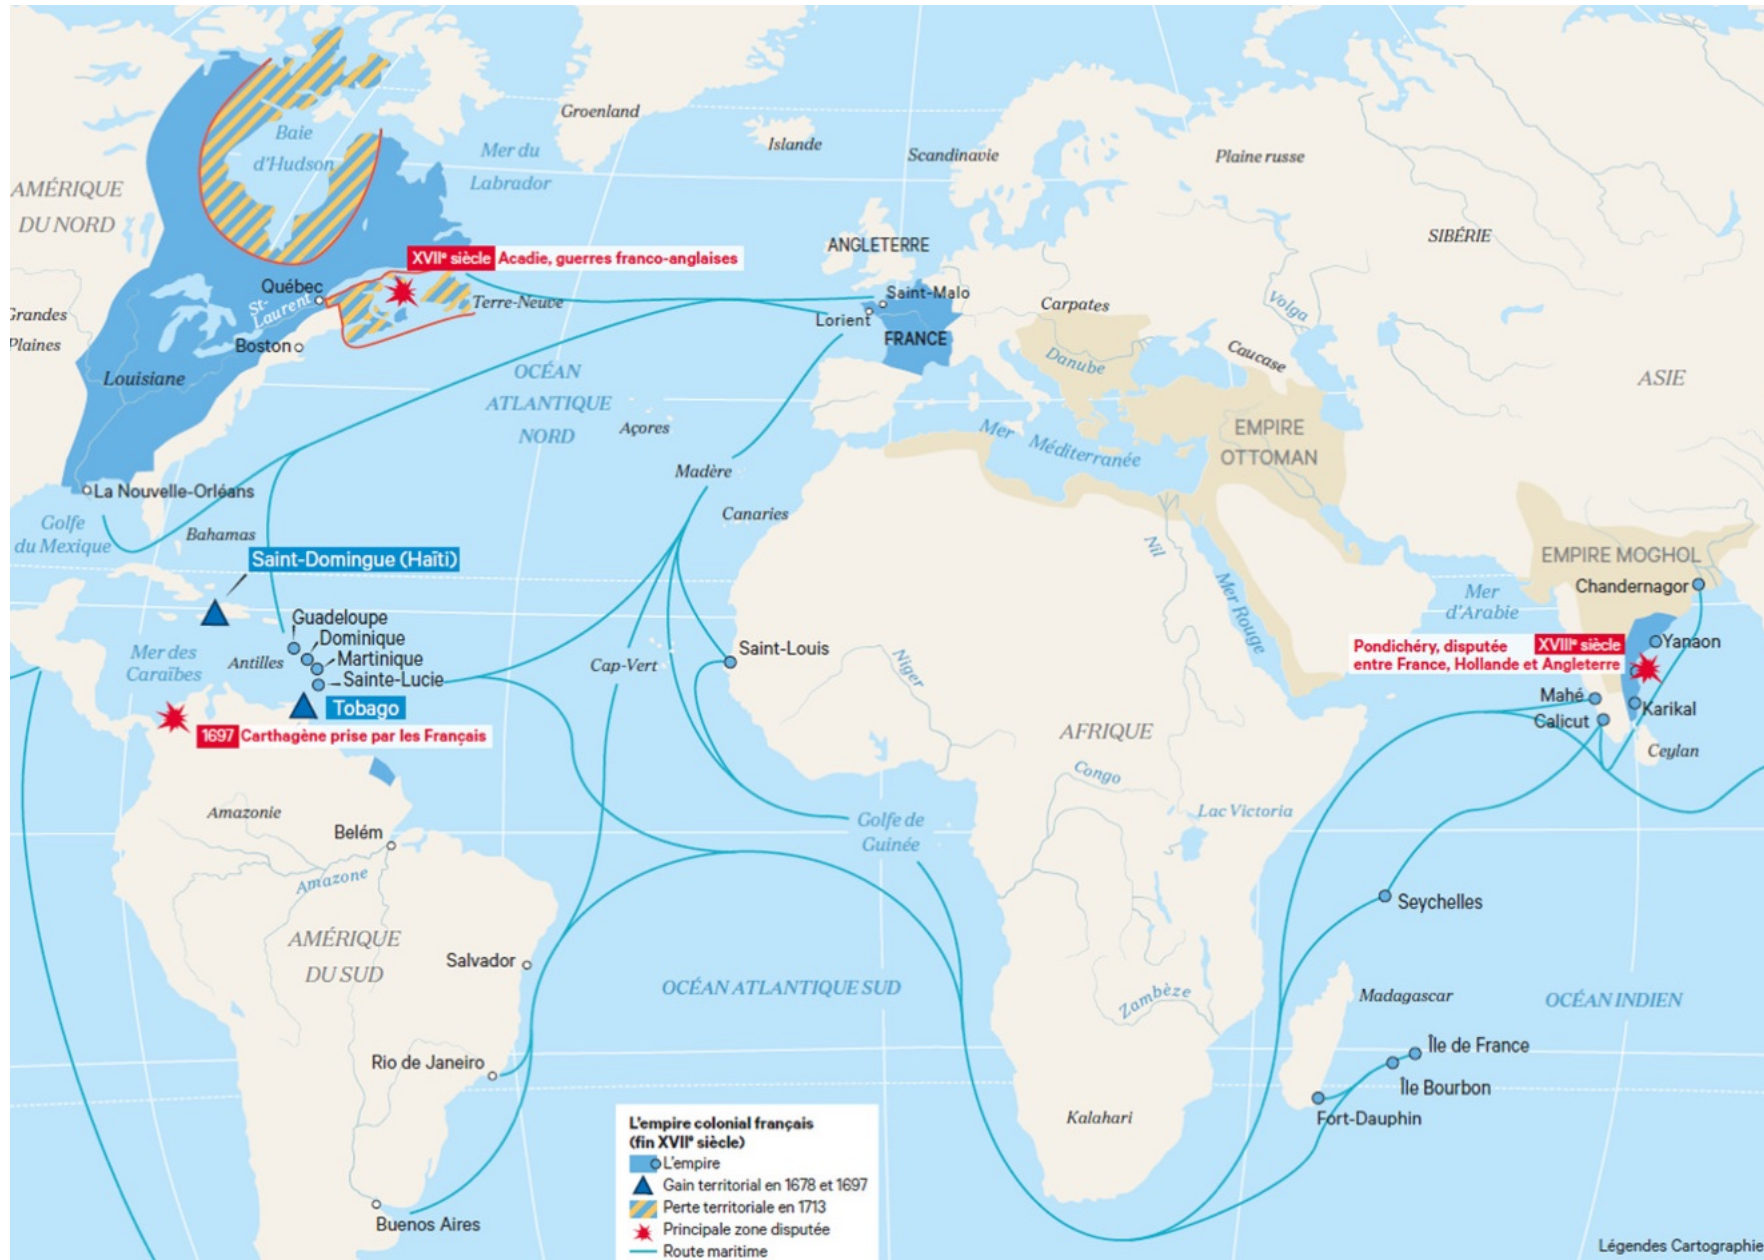 Groenland
Islande
Scandinavie
Plaine russe
Baie
d'Hudson
Mer du
Labrador
AMÉRIQUE
DU NORD
SIBÉRIE
ANGLETERRE
XVIIe siècle Acadie, guerres franco-anglaises
Québec
St-
Laurent
Terre-Neuve
Saint-Malo
Lorient
FRANCE
Carpates
Volga
Grandes
Plaines
Boston
Louisiane
Danube
Caucase
ASIE
OCÉAN
ATLANTIQUE
NORD
Açores
Mer Méditerranée
EMPIRE
OTTOMAN
Madère
La Nouvelle-Orléans
Canaries
Golfe
du Mexique
Bahamas
Nil
Mer Rouge
EMPIRE MOGHOL
Saint-Domingue (Haïti)
Chandernagor
Mer
d'Arabie
Guadeloupe
Dominique
Martinique
Sainte-Lucie
Mer des
Caraïbes
Antilles
Tobago
Cap-Vert
Saint-Louis
Niger
Pondichéry, disputée XVIIIe siècle
entre France, Hollande et Angleterre
Yanaon
Mahé
Karikal
Calicut
Ceylan
1697 Carthagène prise par les Français
AFRIQUE
Congo
Lac Victoria
Amazonie
Belém
Amazone
Golfe de
Guinée
Seychelles
AMÉRIQUE
DU SUD
Salvador
OCÉAN ATLANTIQUE SUD
Zambèze
Madagascar
OCÉAN INDIEN
Rio de Janeiro
Île de France
Île Bourbon
Fort-Dauphin
Kalahari
Buenos Aires
L'empire colonial français
(fin XVIIe siècle)
L'empire
Gain territorial en 1678 et 1697
Perte territoriale en 1713
Principale zone disputée
Route maritime
Légendes Cartographie